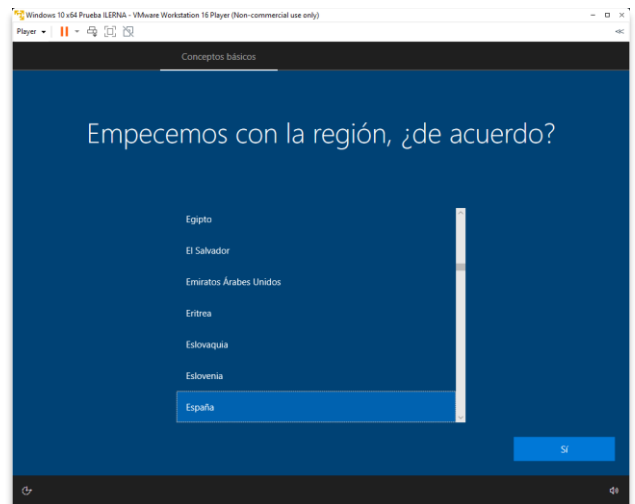 Windows 10 x64 Prueba ILERNA - VMware Workstation 16 Player (Non-commercial use only)
Player
Conceptos básicos
Empecemos con la región, ¿de acuerdo?
Egipto
El Salvador
Emiratos Árabes Unidos
Eritrea
Eslovaquia
Eslovenia
España
Sí